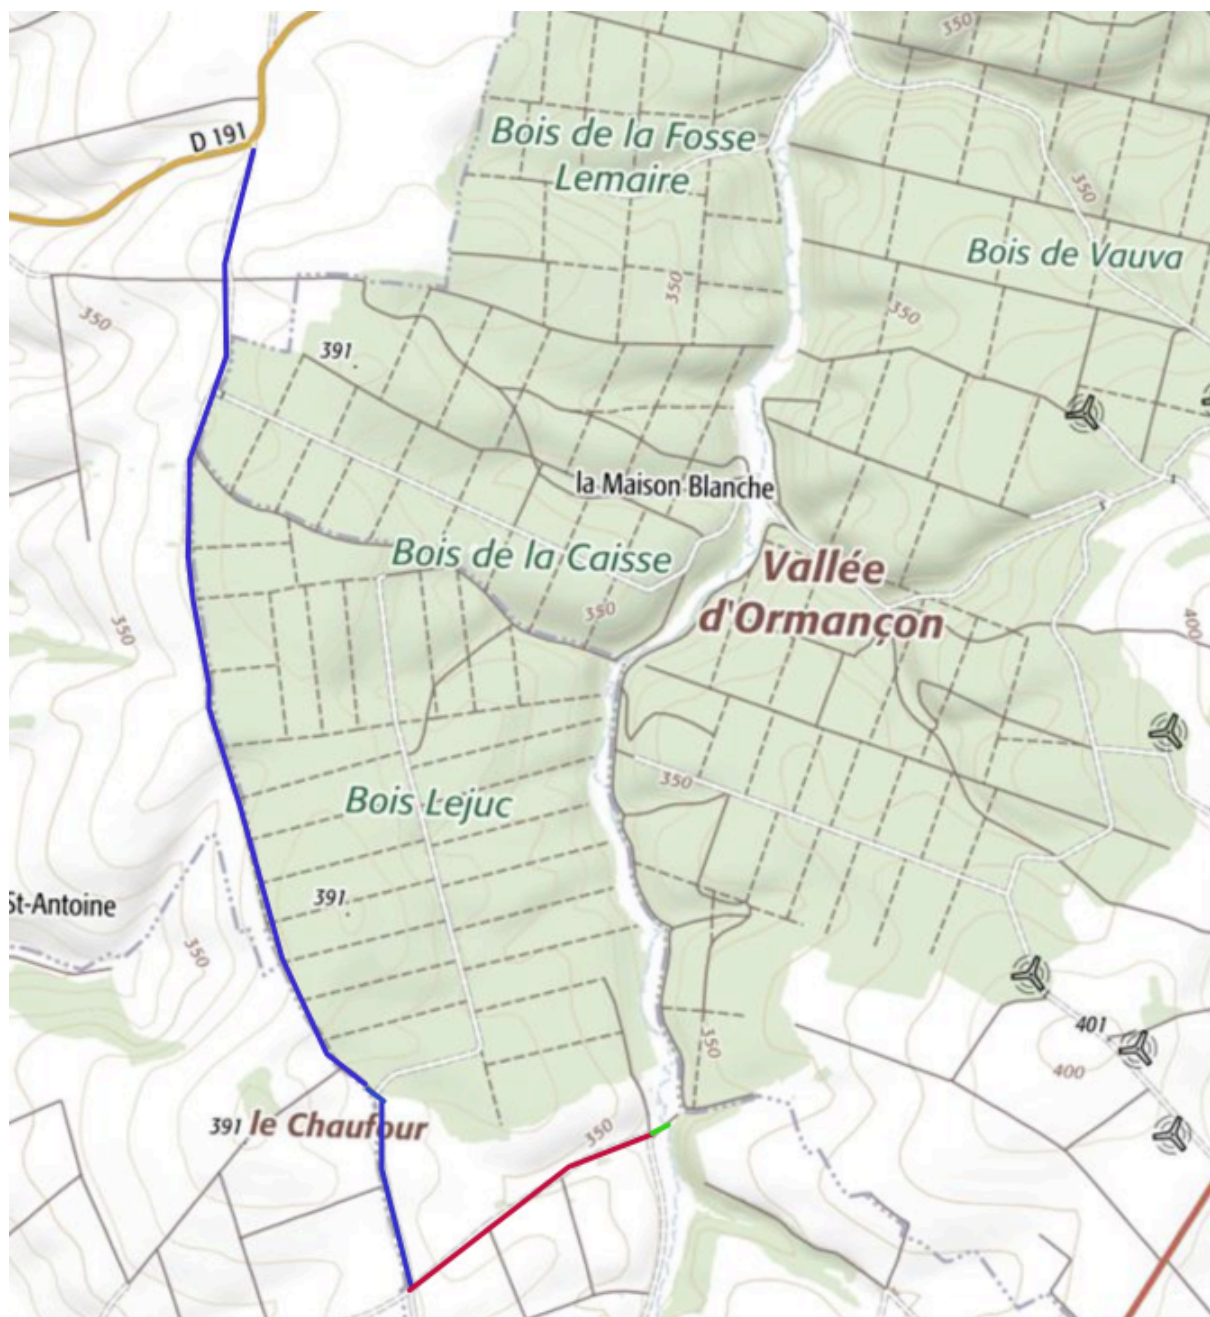 350
D 191
Bois de la Fosse
Lemaire
350
Bois de Vauva
350
350
350
391
la Maison Blanche
Bois de la Caisse
Vallée
d'Ormançon
350
350
400
350
Bois Lejuc
391
St-Antoine
350
401
350
400
391 le Chaufour
350